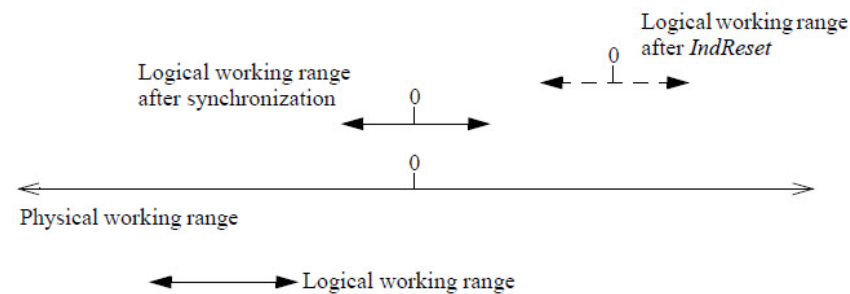 Logical working range
after IndReset
0
Logical working range
after synchronization
0
0
Physical working range
Logical working range